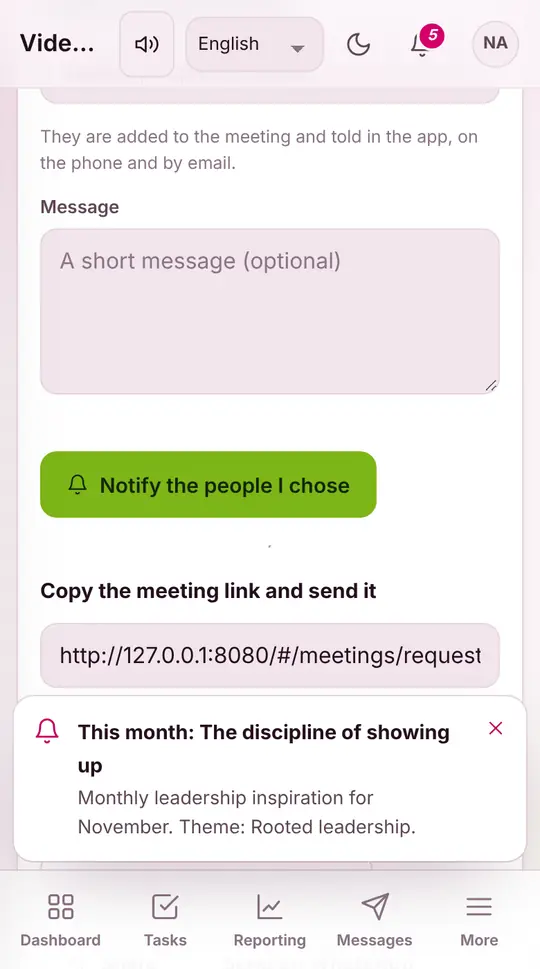 Vide...
English
5
NA
They are added to the meeting and told in the app, on
the phone and by email.
Message
A short message (optional)
Notify the people I chose
Copy the meeting link and send it
http://127.0.0.1:8080/#/meetings/request
This month: The discipline of showing
up
Monthly leadership inspiration for
November. Theme: Rooted leadership.
Dashboard
Tasks
Reporting
Messages
More